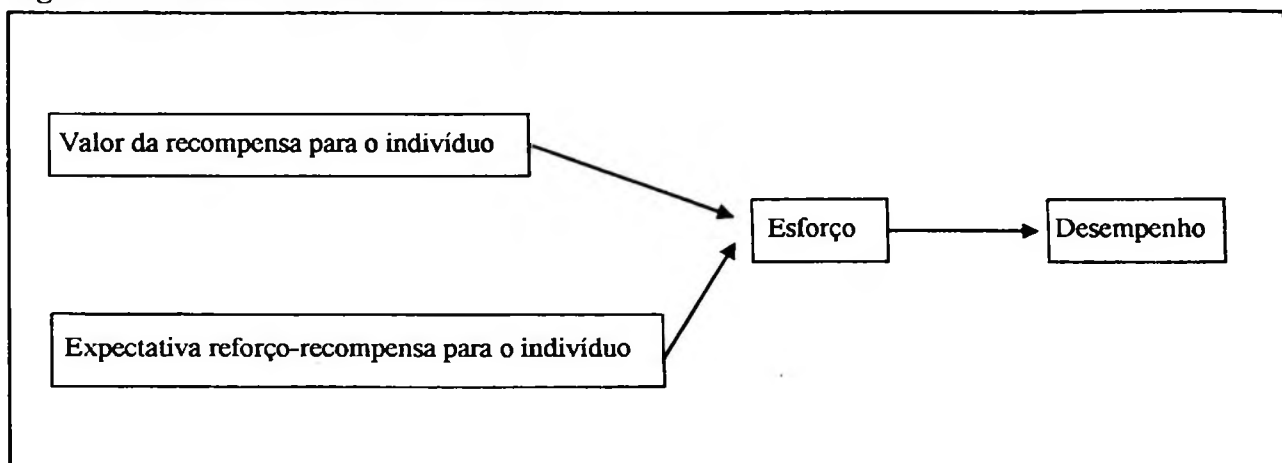 Valor da recompensa para o indivíduo
Esforço
Desempenho
Expectativa reforço-recompensa para o indivíduo